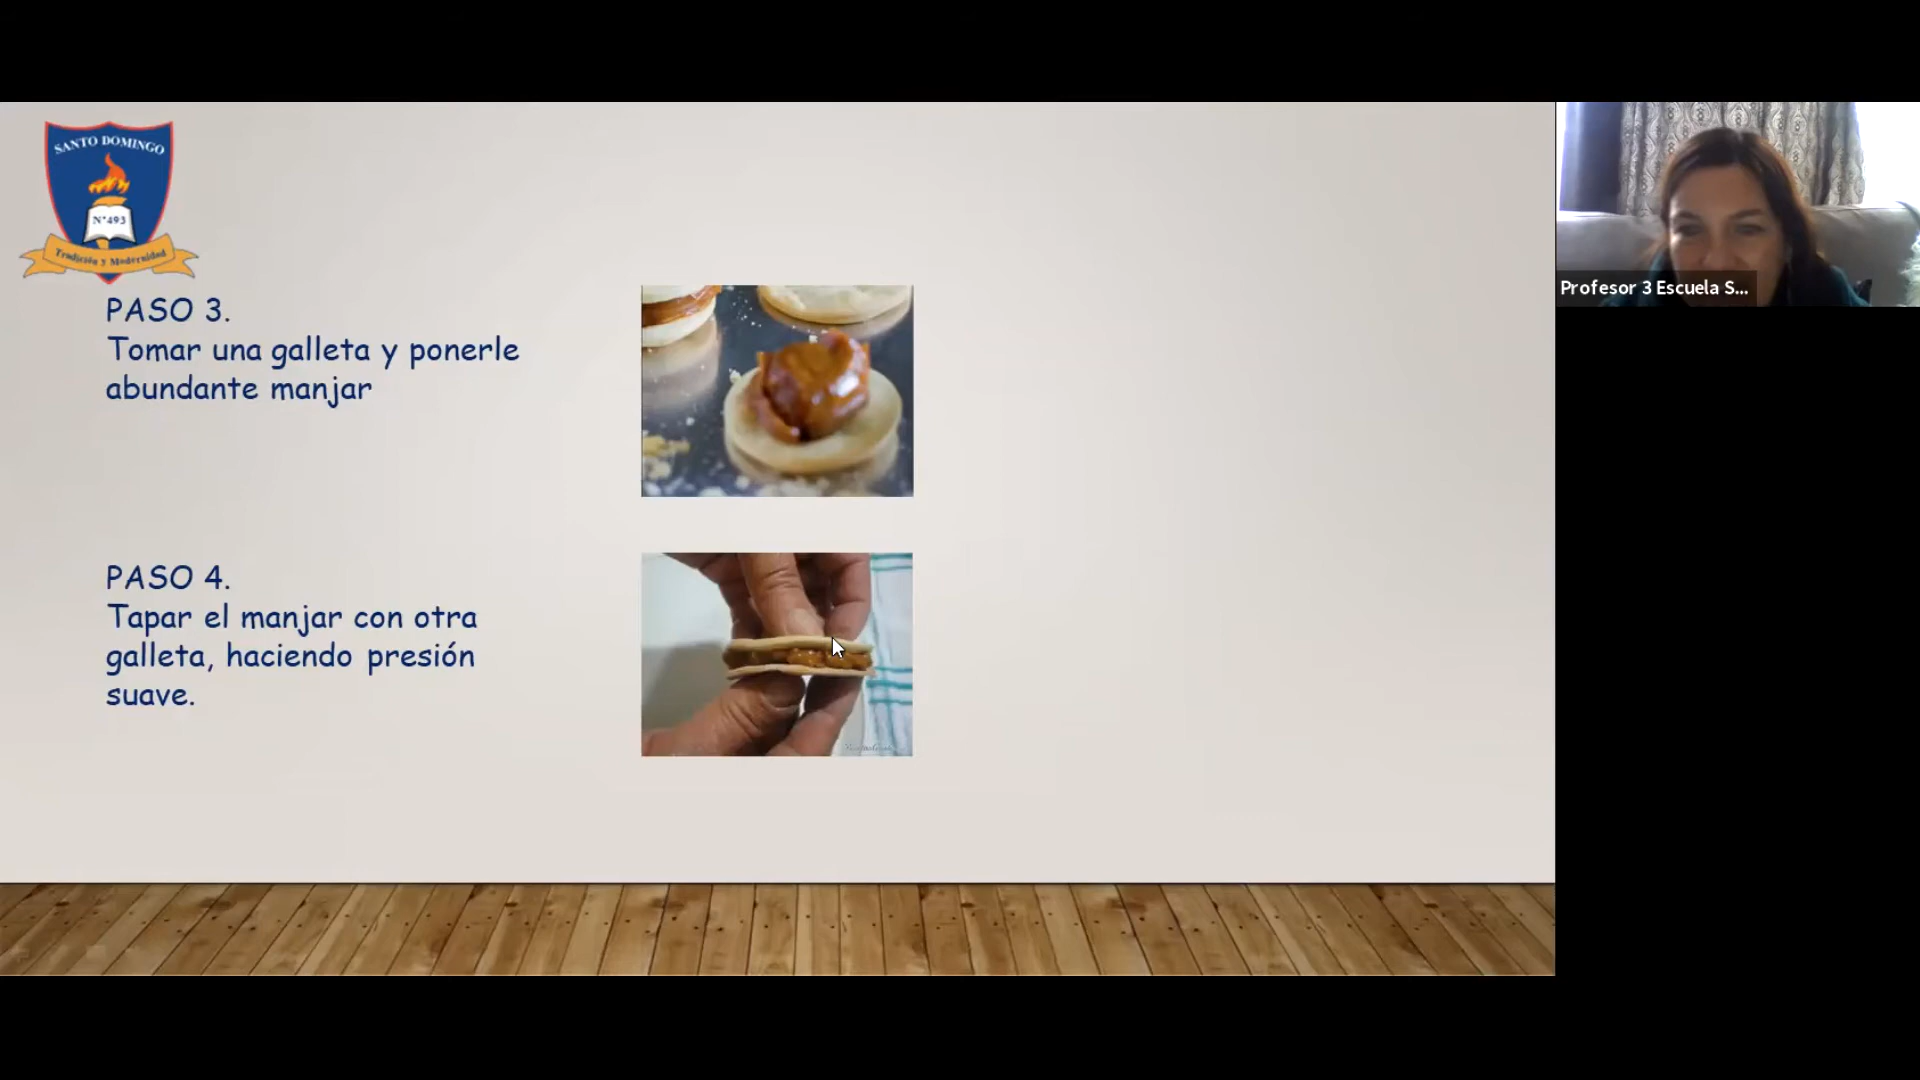 SANTO DOMINGO
N°493
Tradición y Modernidad
PASO 3.
Tomar una galleta y ponerle
abundante manjar
PASO 4.
Tapar el manjar con otra
galleta, haciendo presión
suave.
Profesor 3 Escuela S...